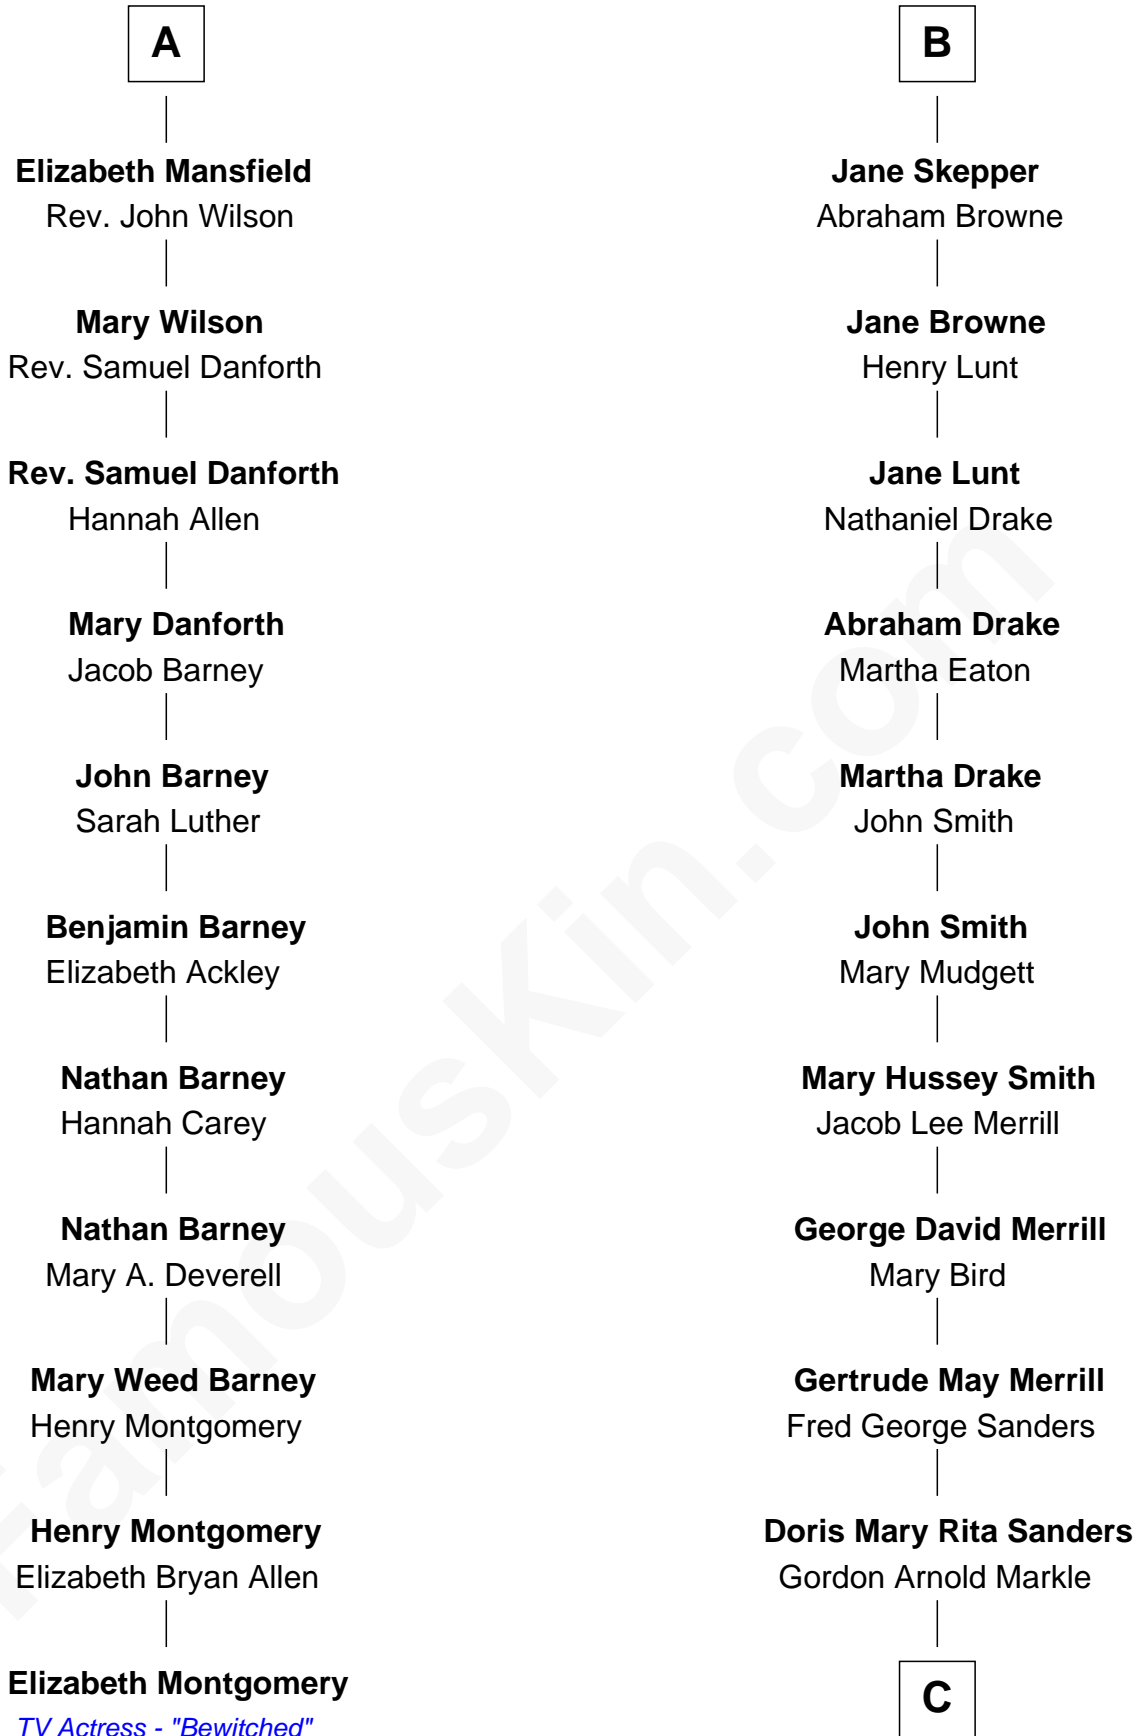 A
Elizabeth Mansfield
Rev. John Wilson
Mary Wilson
Rev. Samuel Danforth
Rev. Samuel Danforth
Hannah Allen
Mary Danforth
Jacob Barney
John Barney
Sarah Luther
Benjamin Barney
Elizabeth Ackley
Nathan Barney
Hannah Carey
Nathan Barney
Mary A. Deverell
Mary Weed Barney
Henry Montgomery
Henry Montgomery
Elizabeth Bryan Allen
Elizabeth Montgomery
TV Actress - "Bewitched"
B
Jane Skepper
Abraham Browne
Jane Browne
Henry Lunt
Jane Lunt
Nathaniel Drake
Abraham Drake
Martha Eaton
Martha Drake
John Smith
John Smith
Mary Mudgett
Mary Hussey Smith
Jacob Lee Merrill
George David Merrill
Mary Bird
Gertrude May Merrill
Fred George Sanders
Doris Mary Rita Sanders
Gordon Arnold Markle
C
FamousKin.com